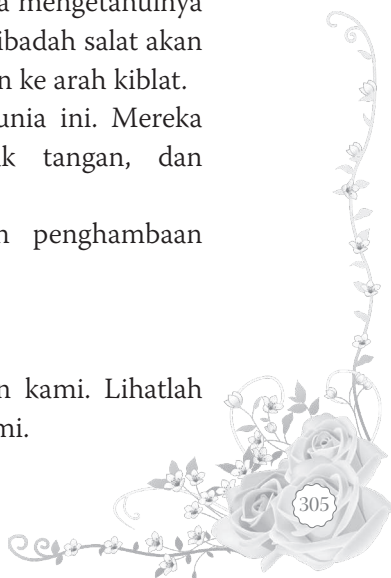 mengetahuinya
ibadah salat akan
ke arah kiblat.
unia ini. Mereka
k tangan, dan
penghambaan
n kami. Lihatlah
mi.
305